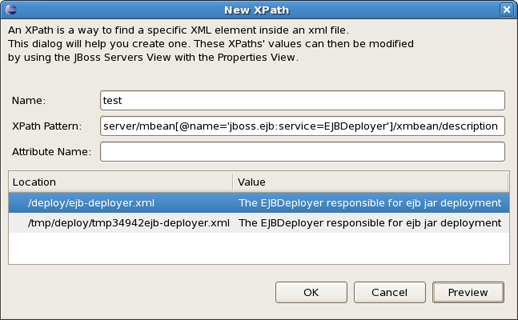 New XPath
An XPath is a way to find a specific XML element inside an xml file.
This dialog will help you create one. These XPaths' values can then be modified
by using the JBoss Servers View with the Properties View.
Name: test
XPath Pattern: server/mbean[@name='jboss.ejb:service=EJBDeployer']/xmbean/description
Attribute Name:
Location Value
/deploy/ejb-deployer.xml The EJBDeployer responsible for ejb jar deployment
/tmp/deploy/tmp34942ejb-deployer.xml The EJBDeployer responsible for ejb jar deployment
OK Cancel Preview